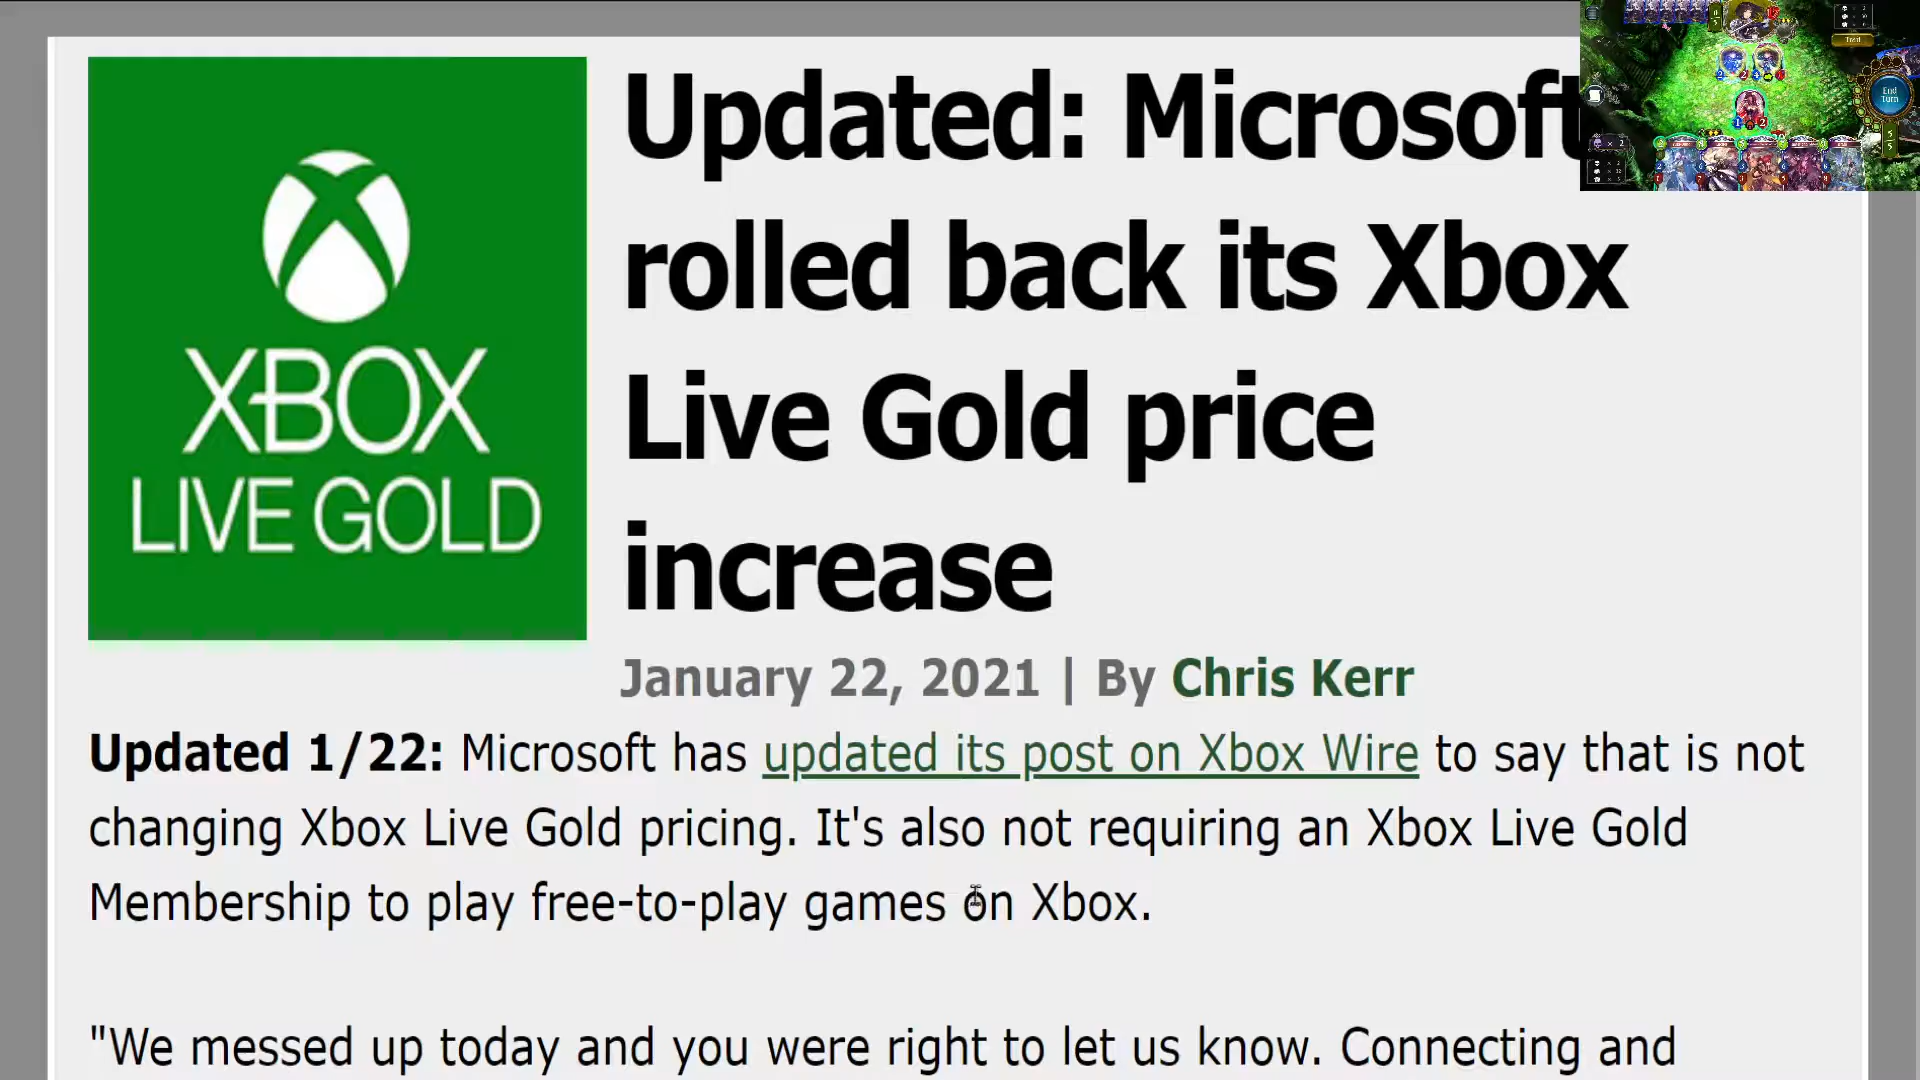 Updated: Microsoft
rolled back its Xbox
Live Gold price
increase
XBOX
LIVE GOLD
January 22, 2021 | By Chris Kerr
Updated 1/22: Microsoft has updated its post on Xbox Wire to say that is not
changing Xbox Live Gold pricing. It's also not requiring an Xbox Live Gold
Membership to play free-to-play games on Xbox.
"We messed up today and you were right to let us know. Connecting and
End
Turn